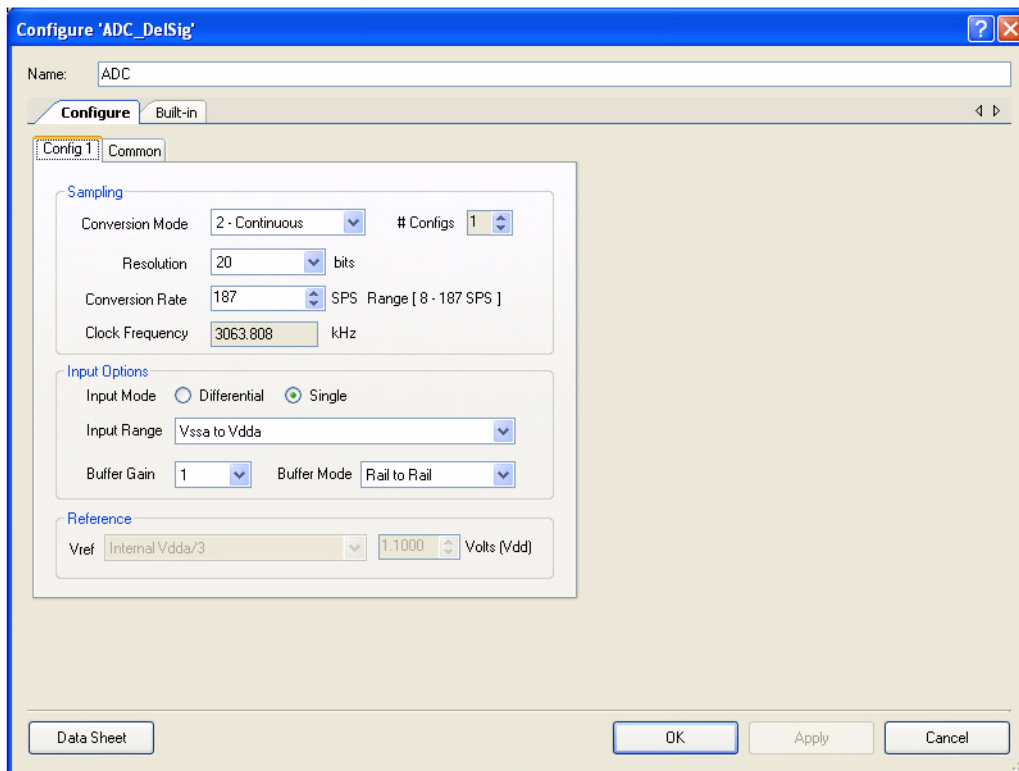 Configure 'ADC_DelSig'
Name: ADC
Configure Built-in
Config 1 Common
Sampling
Conversion Mode 2 - Continuous # Configs 1
Resolution 20 bits
Conversion Rate 187 SPS Range [ 8 - 187 SPS ]
Clock Frequency 3063.808 kHz
Input Options
Input Mode Differential Single
Input Range Vssa to Vdda
Buffer Gain 1 Buffer Mode Rail to Rail
Reference
Vref Internal Vdda/3 1.1000 Volts (Vdd)
Data Sheet OK Apply Cancel